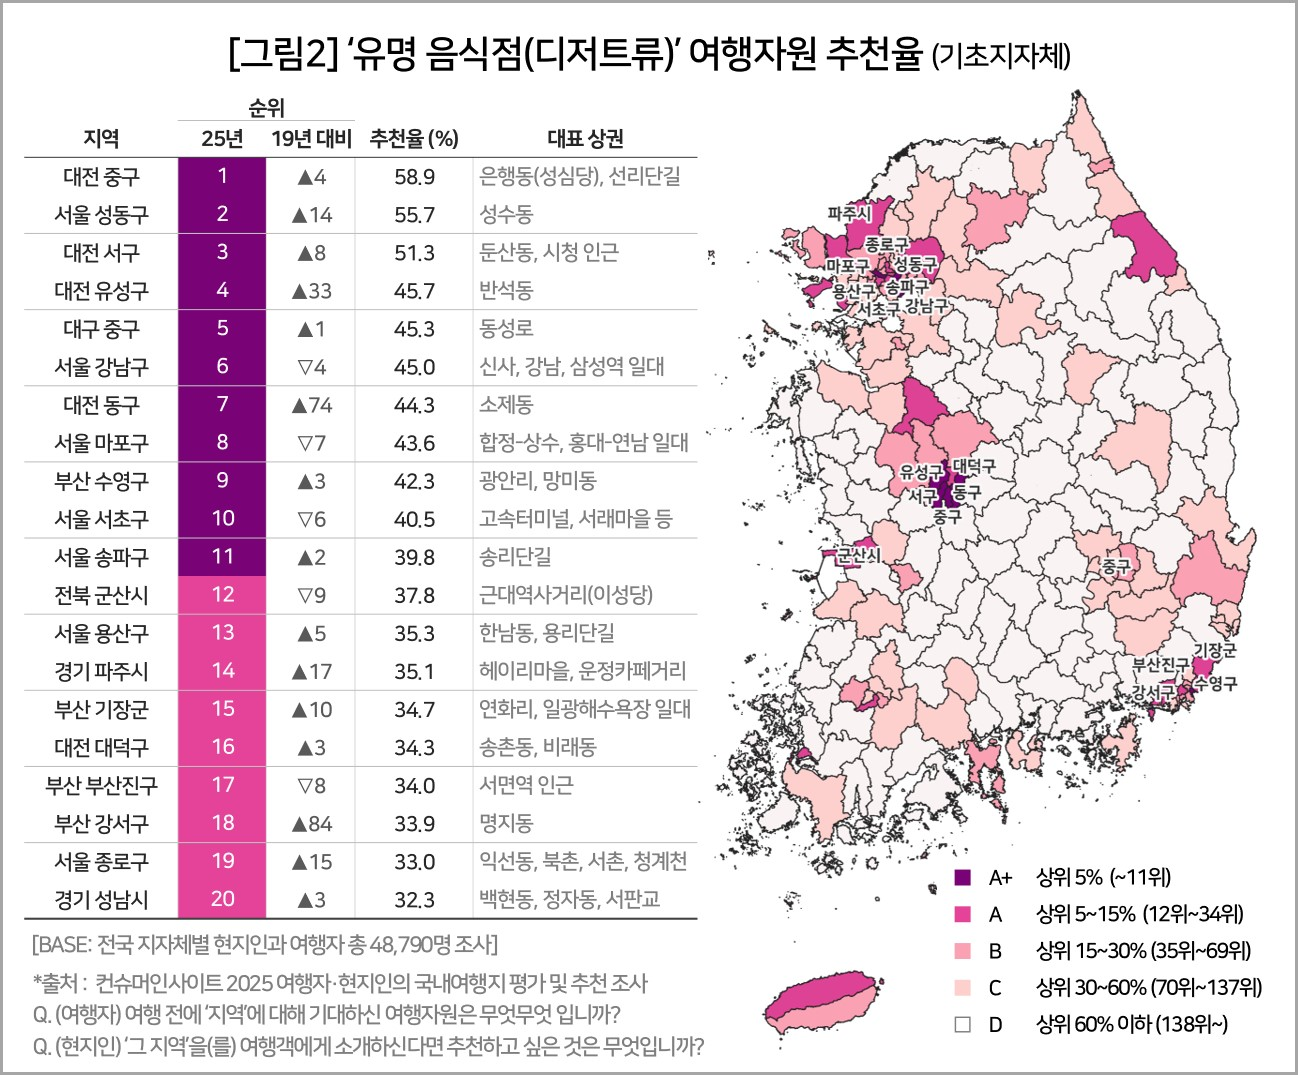 [그림2] ‘유명 음식점(디저트류)’ 여행자원 추천율 (기초지자체)
순위
지역 25년 19년 대비 추천율 (%) 대표 상권
대전 중구 1 ▲4 58.9 은행동(성심당), 선리단길
서울 성동구 2 ▲14 55.7 성수동
대전 서구 3 ▲8 51.3 둔산동, 시청 인근
대전 유성구 4 ▲33 45.7 반석동
대구 중구 5 ▲1 45.3 동성로
서울 강남구 6 ▽4 45.0 신사, 강남, 삼성역 일대
대전 동구 7 ▲74 44.3 소제동
서울 마포구 8 ▽7 43.6 합정-상수, 홍대-연남 일대
부산 수영구 9 ▲3 42.3 광안리, 망미동
서울 서초구 10 ▽6 40.5 고속터미널, 서래마을 등
서울 송파구 11 ▲2 39.8 송리단길
전북 군산시 12 ▽9 37.8 근대역사거리(이성당)
서울 용산구 13 ▲5 35.3 한남동, 용리단길
경기 파주시 14 ▲17 35.1 헤이리마을, 운정카페거리
부산 기장군 15 ▲10 34.7 연화리, 일광해수욕장 일대
대전 대덕구 16 ▲3 34.3 송촌동, 비래동
부산 부산진구 17 ▽8 34.0 서면역 인근
부산 강서구 18 ▲84 33.9 명지동
서울 종로구 19 ▲15 33.0 익선동, 북촌, 서촌, 청계천
경기 성남시 20 ▲3 32.3 백현동, 정자동, 서판교
[BASE: 전국 지자체별 현지인과 여행자 총 48,790명 조사]
*출처 : 컨슈머인사이트 2025 여행자·현지인의 국내여행지 평가 및 추천 조사
Q. (여행자) 여행 전에 ‘지역’에 대해 기대하신 여행자원은 무엇무엇 입니까?
Q. (현지인) ‘그 지역’을(를) 여행객에게 소개하신다면 추천하고 싶은 것은 무엇입니까?
파주시
종로구
마포구 성동구
용산구 송파구
서초구 강남구
유성구 대덕구
서구 동구
중구
군산시
중구
기장군
부산진구
수영구
강서구
A+ 상위 5% (~11위)
A 상위 5~15% (12위~34위)
B 상위 15~30% (35위~69위)
C 상위 30~60% (70위~137위)
D 상위 60% 이하 (138위~)